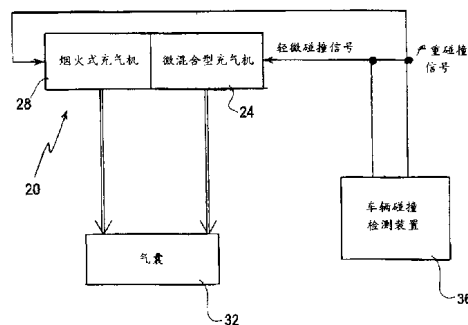 烟火式充气机
微混合型充气机
轻微碰撞信号
严重碰撞
信号
28
24
20
车辆碰撞
检测装置
气囊
32
36